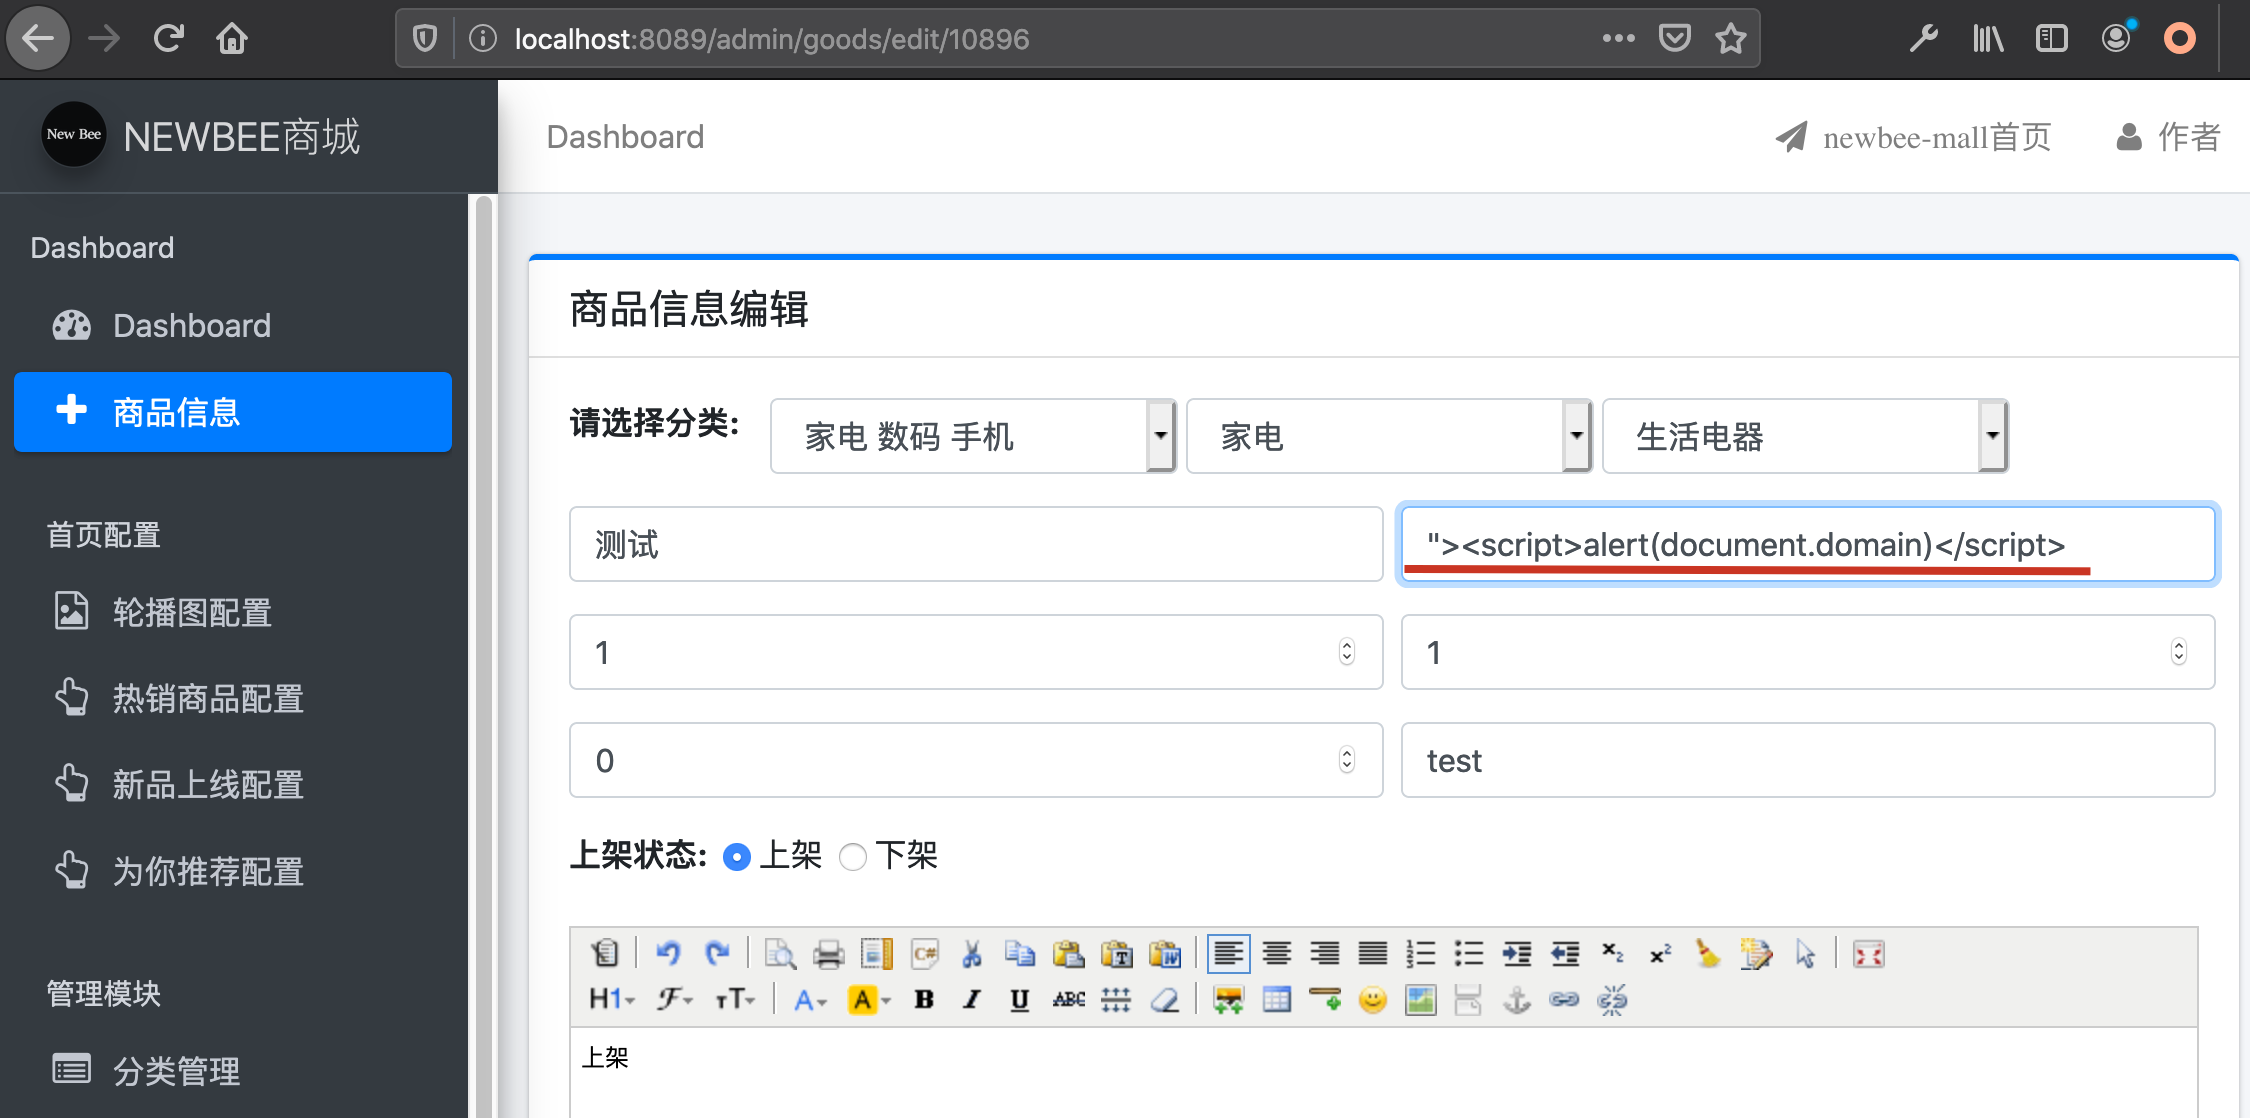 localhost:8089/admin/goods/edit/10896
New Bee
NEWBEE商城
Dashboard
newbee-mall首页
作者
Dashboard
Dashboard
商品信息
首页配置
轮播图配置
热销商品配置
新品上线配置
为你推荐配置
管理模块
分类管理
商品信息编辑
请选择分类:
家电 数码 手机
家电
生活电器
测试
"><script>alert(document.domain)</script>
1
1
0
test
上架状态:
上架
下架
上架